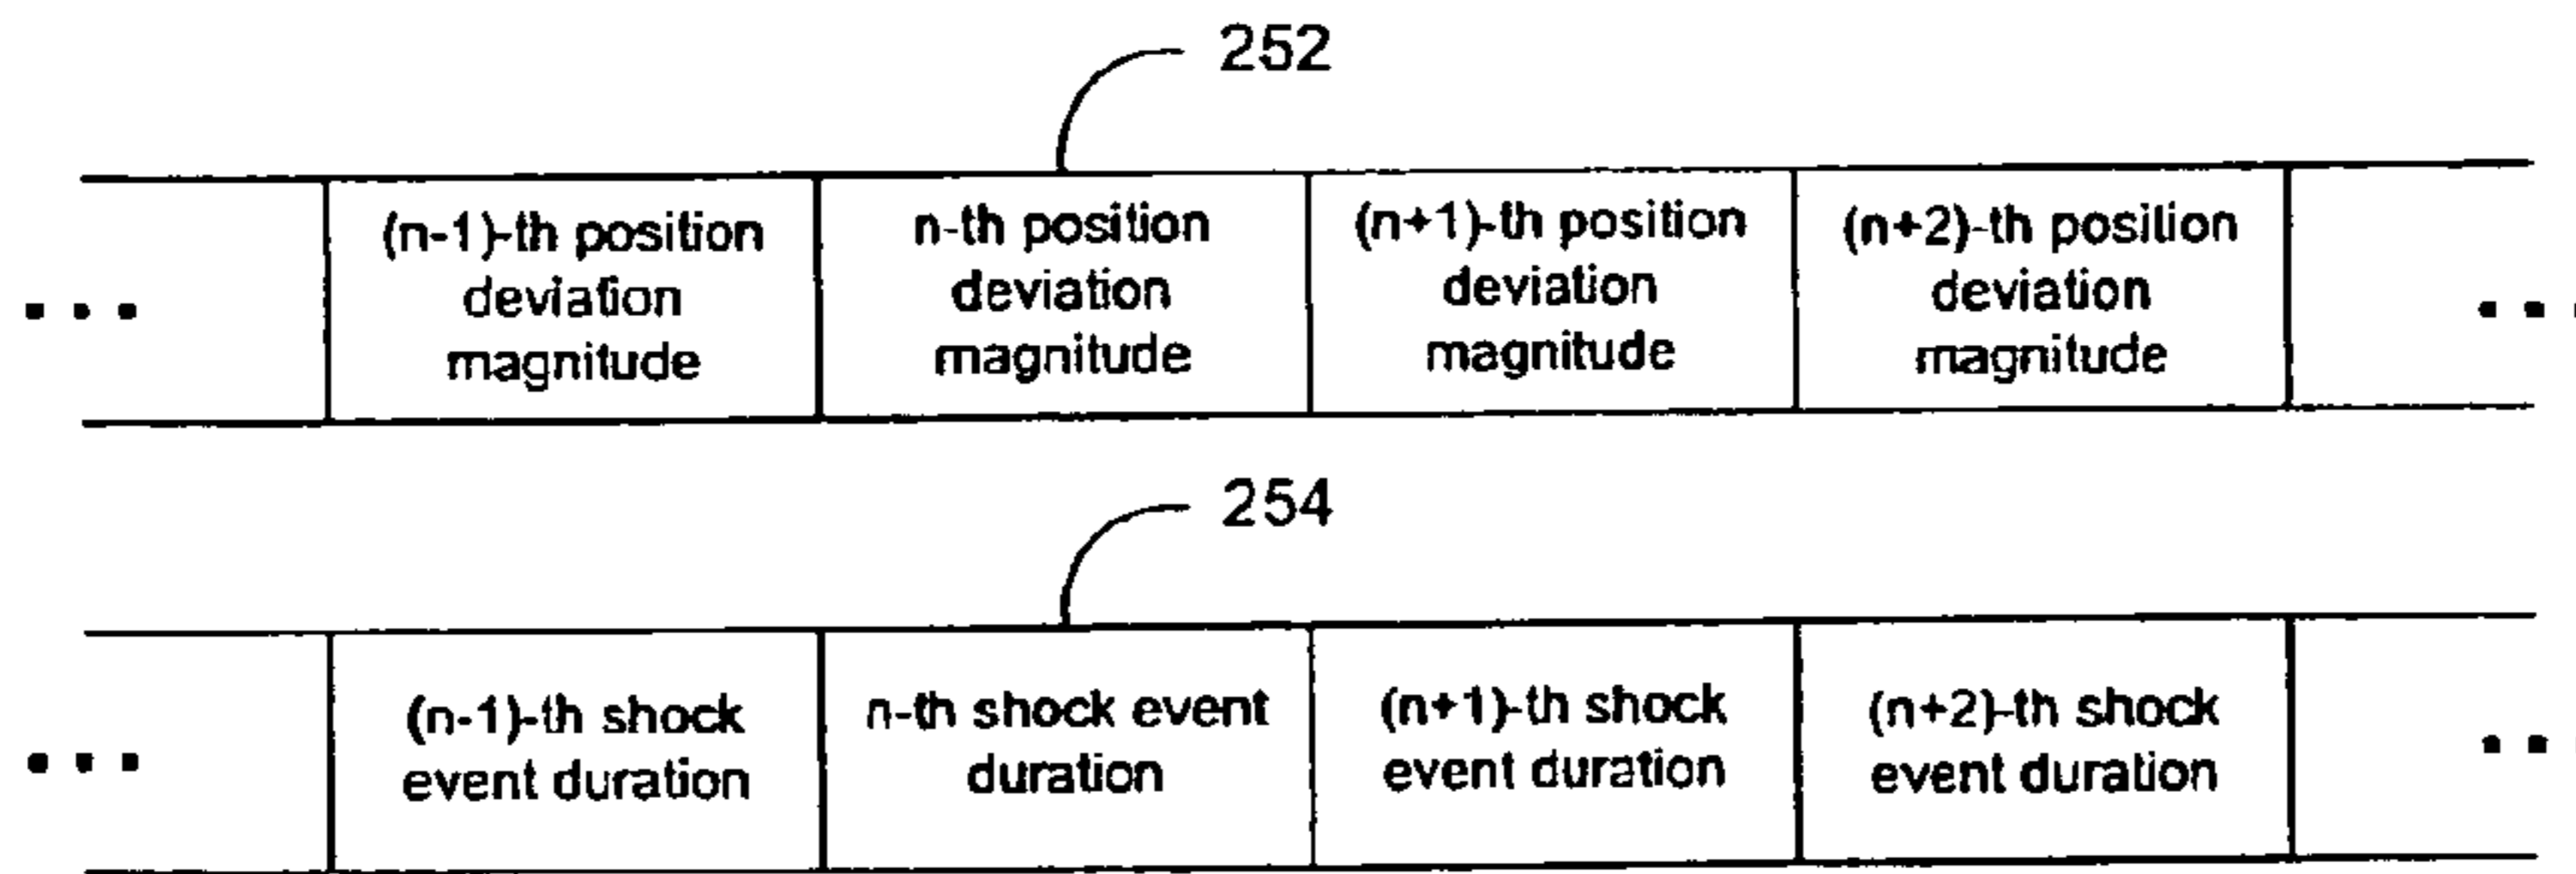 252
(n-1)-th position
deviation
magnitude
n-th position
deviation
magnitude
(n+1)-th position
deviation
magnitude
(n+2)-th position
deviation
magnitude
...
...
254
(n-1)-th shock
event duration
n-th shock event
duration
(n+1)-th shock
event duration
(n+2)-th shock
event duration
...
...